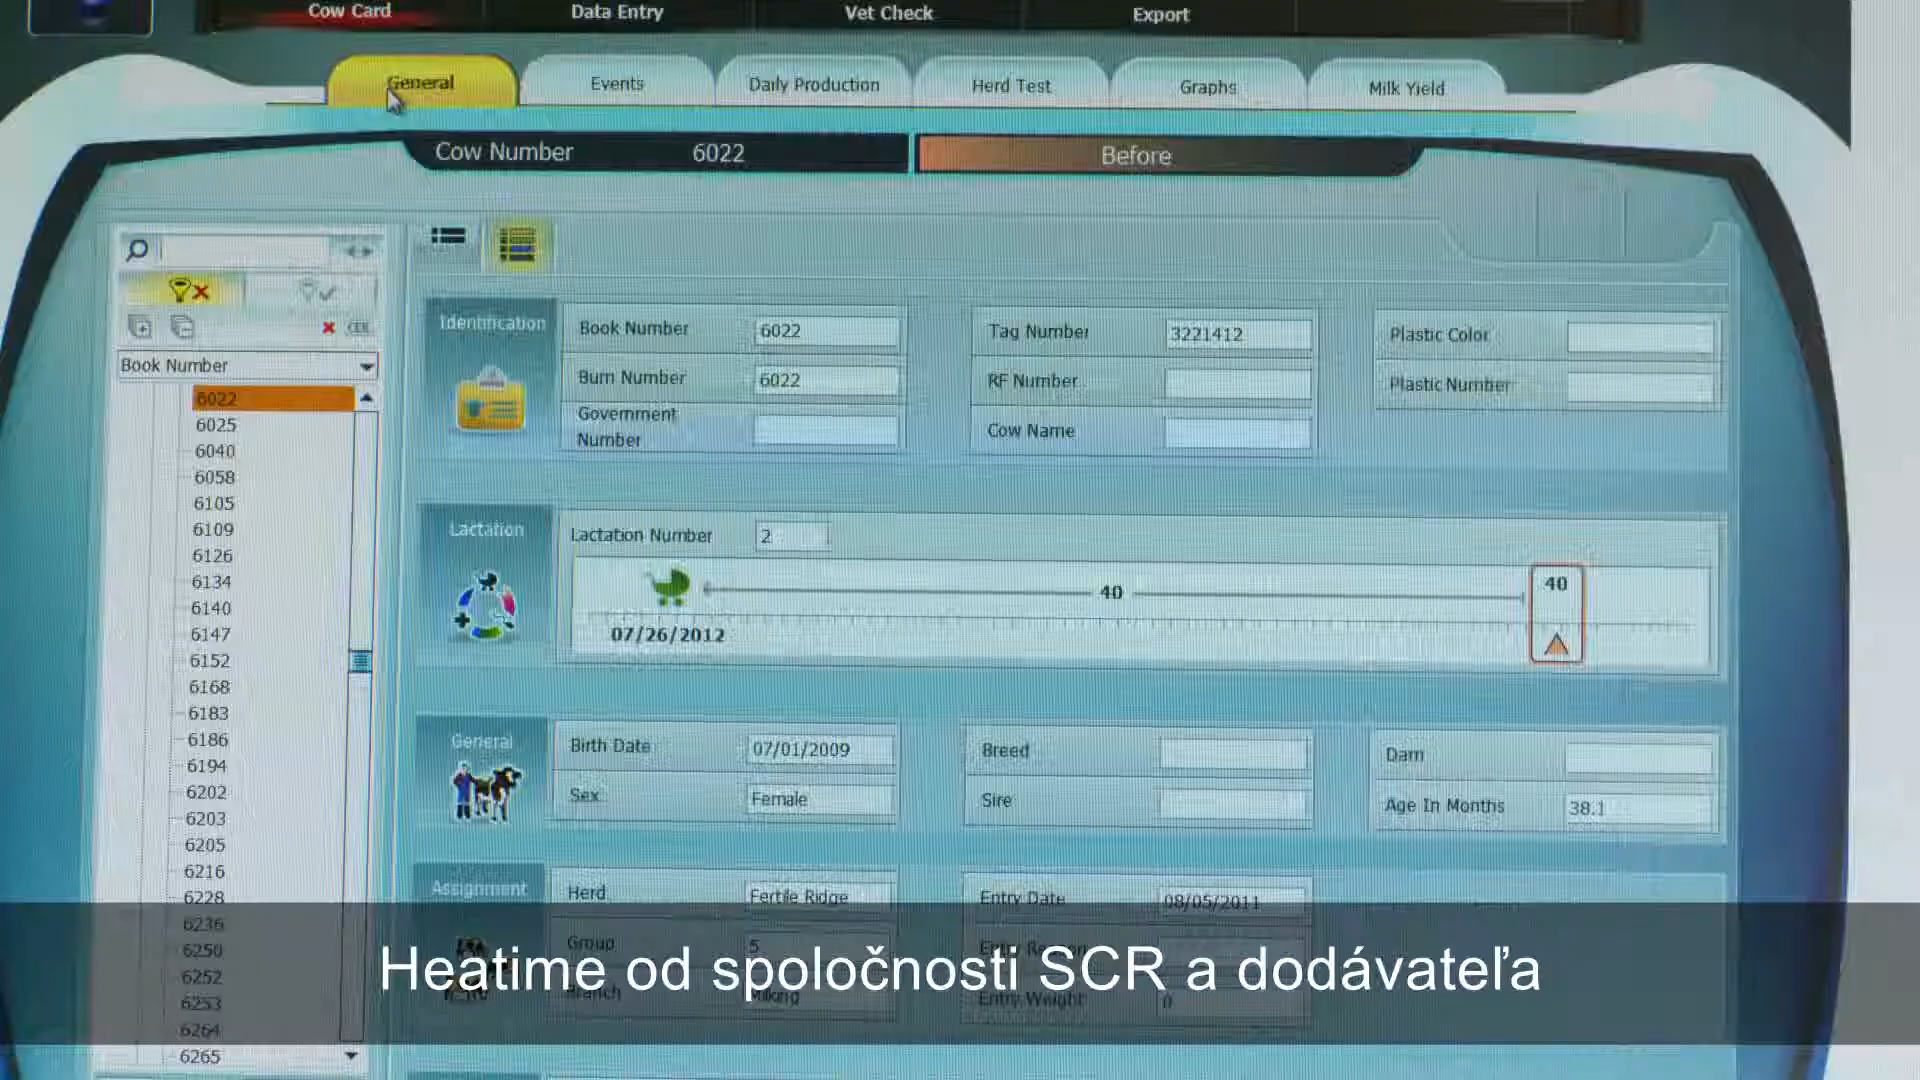 Cow Card Data Entry Vet Check Export
General Events Daily Production Herd Test Graphs Milk Yield
Cow Number 6022 Before
Book Number
6022
6025
6040
6058
6105
6109
6126
6134
6140
6147
6152
6168
6183
6186
6194
6202
6203
6205
6216
6228
6236
6250
6252
6253
6264
6265
Identification
Book Number 6022 Tag Number 3221412 Plastic Color
Burn Number 6022 RF Number Plastic Number
Government
Number Cow Name
Lactation
Lactation Number 2
40 40
07/26/2012
General
Birth Date 07/01/2009 Breed Dam
Sex Female Sire Age In Months 38.1
Assignment
Herd Fertile Ridge Entry Date 08/05/2011
Group 5 Entry Reason
Branch Milking Entry Weight 0
Heatime od spoločnosti SCR a dodávateľa